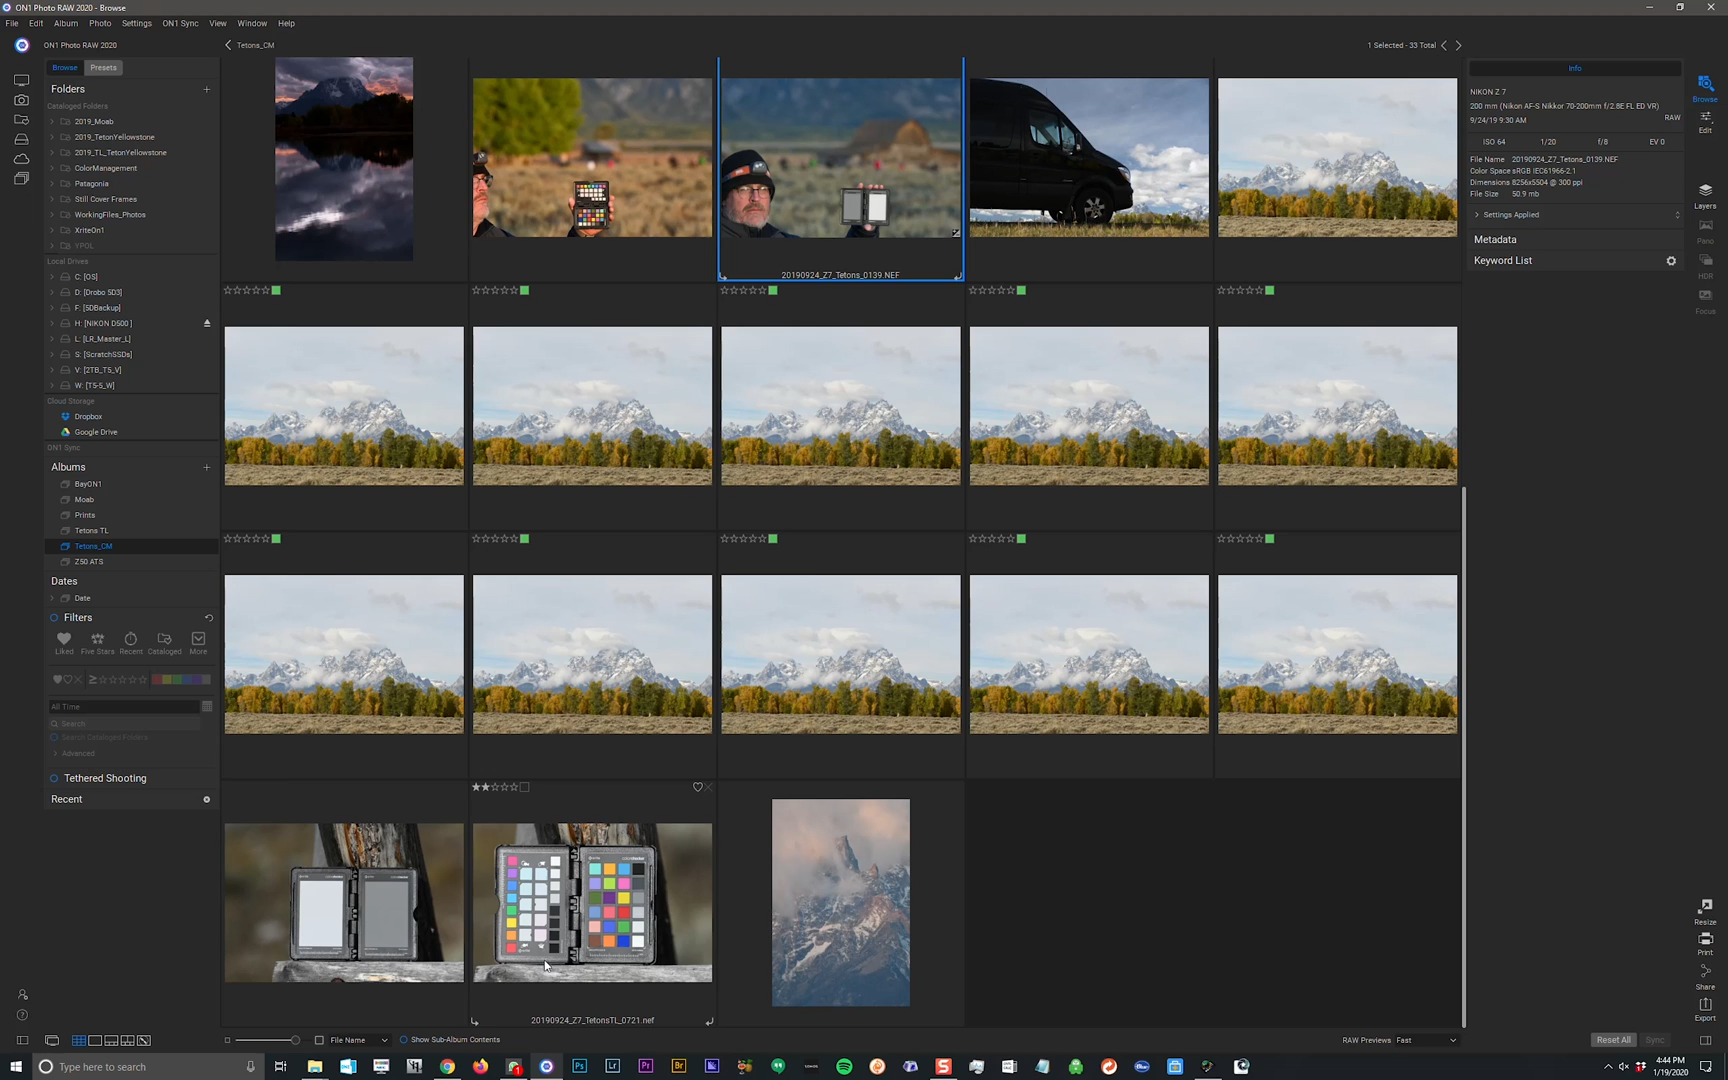 ON1 Photo RAW 2020 - Browse
File Edit Album Photo Settings ON1 Sync View Window Help
ON1 Photo RAW 2020
Tetons_CM
1 Selected - 33 Total
Browse Presets
Folders
Cataloged Folders
2019_Moab
2019_TetonYellowstone
2019_TL_TetonYellowstone
ColorManagement
Patagonia
Still Cover Frames
WorkingFiles_Photos
XriteOn1
YPOL
Local Drives
C: [OS]
D: [Drobo 5D3]
F: [5DBackup]
H: [NIKON D500 ]
L: [LR_Master_L]
S: [ScratchSSDs]
V: [2TB_T5_V]
W: [T5-5_W]
Cloud Storage
Dropbox
Google Drive
ON1 Sync
Albums
BayON1
Moab
Prints
Tetons TL
Tetons_CM
Z50 ATS
Dates
Date
Filters
Liked Five Stars Recent Cataloged More
All Time
Search
Search Cataloged Folders
Advanced
Tethered Shooting
Recent
20190924_Z7_Tetons_0139.NEF
20190924_Z7_TetonsTL_0721.nef
Info
NIKON Z 7
200 mm (Nikon AF-S Nikkor 70-200mm f/2.8E FL ED VR)
9/24/19 9:30 AM
RAW
ISO 64 1/20 f/8 EV 0
File Name 20190924_Z7_Tetons_0139.NEF
Color Space sRGB IEC61966-2.1
Dimensions 8256x5504 @ 300 ppi
File Size 50.9 mb
Settings Applied
Metadata
Keyword List
Browse
Edit
Layers
Pano
HDR
Focus
Resize
Print
Share
Export
File Name
Show Sub-Album Contents
RAW Previews Fast
Reset All Sync
Type here to search
4:44 PM
1/19/2020